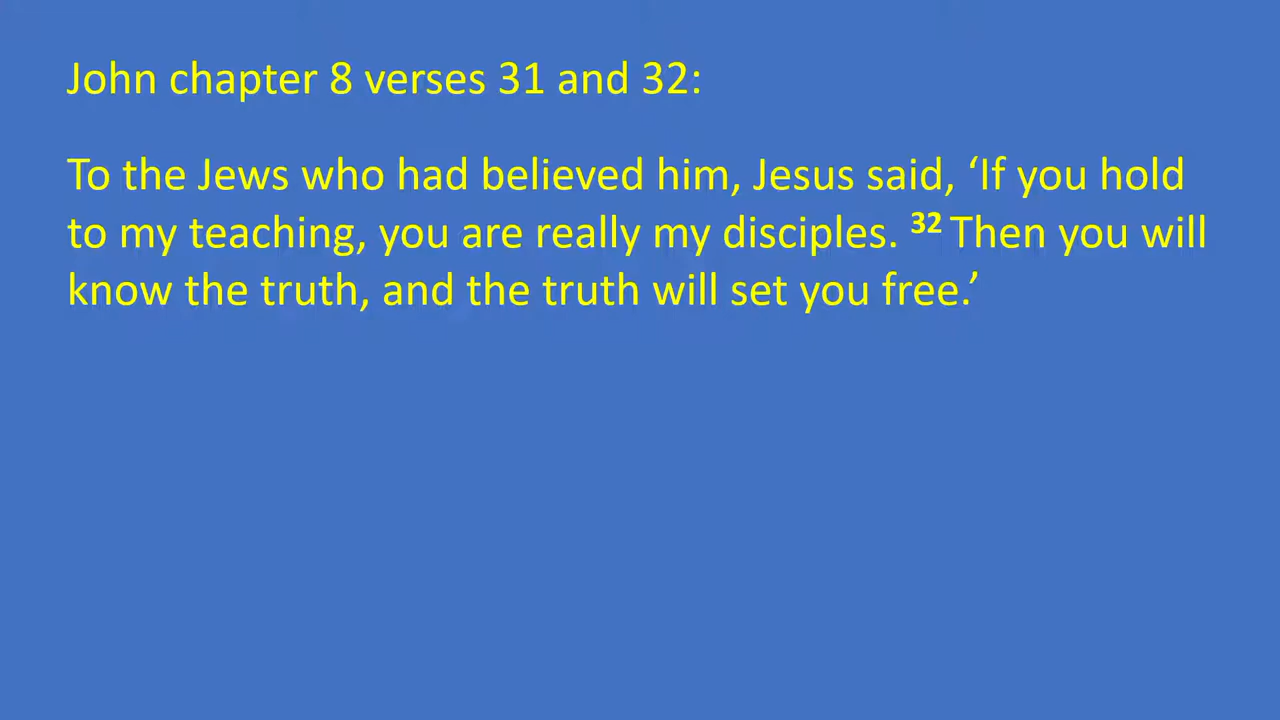 John chapter 8 verses 31 and 32:
To the Jews who had believed him, Jesus said, ‘If you hold
to my teaching, you are really my disciples. 32 Then you will
know the truth, and the truth will set you free.’